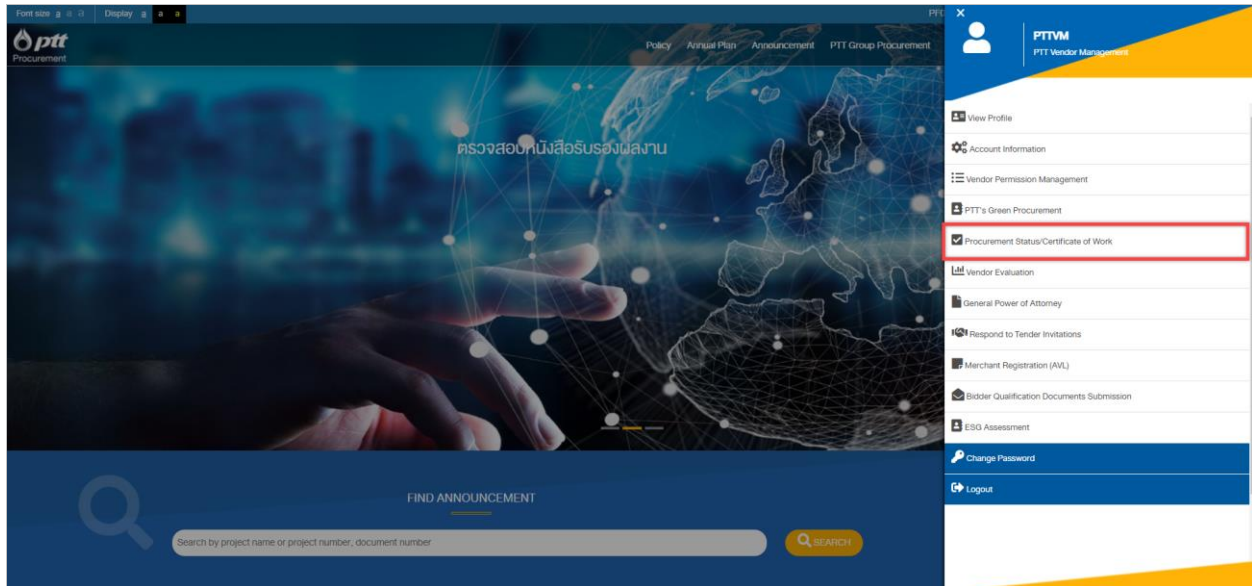 Font size a a a Display a a a
ptt
Procurement
Policy Annual Plan Announcement PTT Group Procurement
ตรวจสอบหนังสือรับรองผลงาน
FIND ANNOUNCEMENT
Search by project name or project number, document number
SEARCH
×
PTTVM
PTT Vendor Management
View Profile
Account Information
Vendor Permission Management
PTT's Green Procurement
Procurement Status/Certificate of Work
Vendor Evaluation
General Power of Attorney
Respond to Tender Invitations
Merchant Registration (AVL)
Bidder Qualification Documents Submission
ESG Assessment
Change Password
Logout